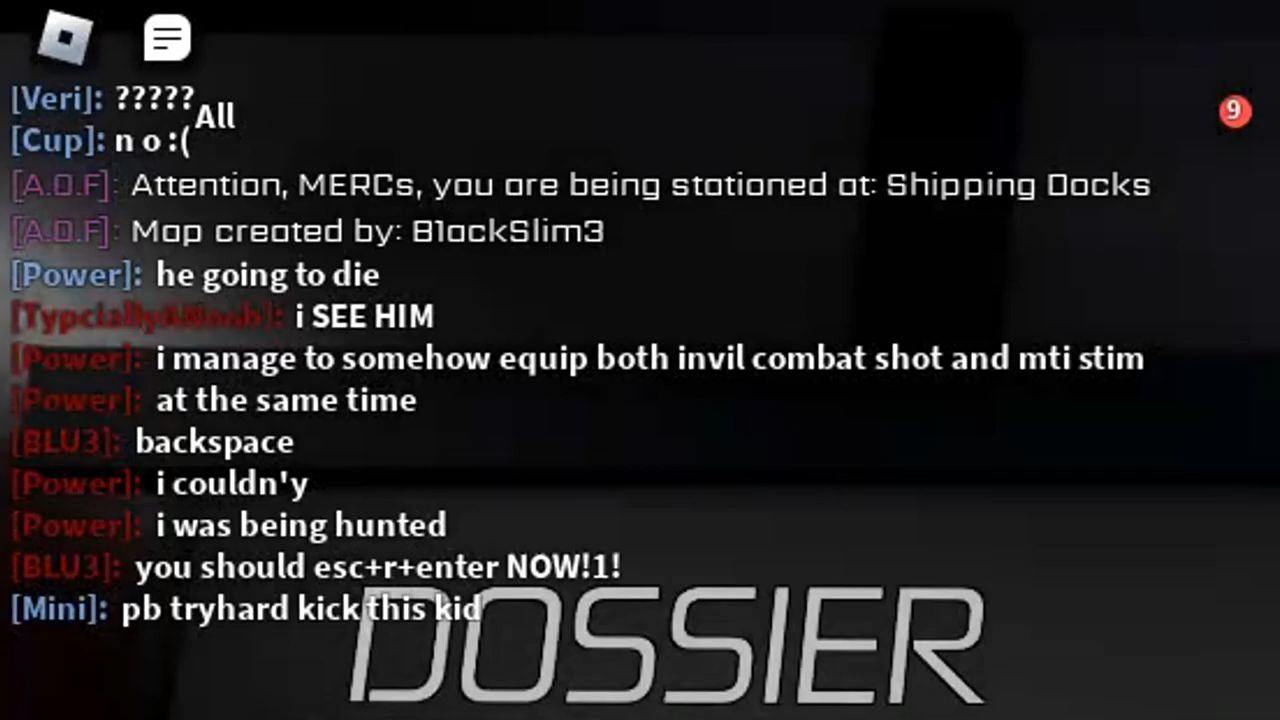 [Veri]: ?????
All
[Cup]: n o :(
[A.O.F]: Attention, MERCs, you are being stationed at: Shipping Docks
[A.O.F]: Map created by: B1ackSlim3
[Power]: he going to die
i SEE HIM
[Power]: i manage to somehow equip both invil combat shot and mti stim
[Power]: at the same time
[BLU3]: backspace
[Power]: i couldn'y
[Power]: i was being hunted
[BLU3]: you should esc+r+enter NOW!1!
[Mini]: pb tryhard kick this kid
DOSSIER
9